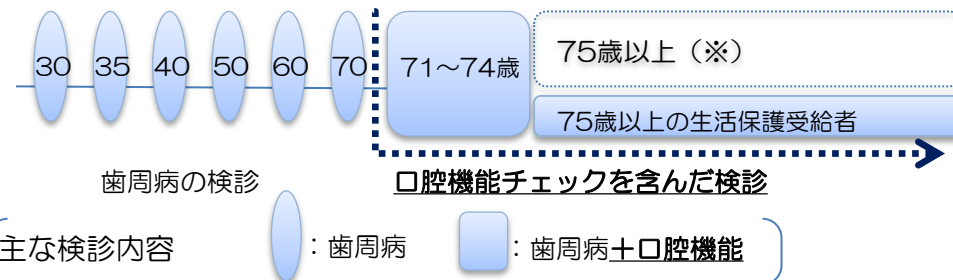 30 35 40 50 60 70 71～74歳 75歳以上（※）
75歳以上の生活保護受給者
歯周病の検診 口腔機能チェックを含んだ検診
主な検診内容 ：歯周病 ：歯周病＋口腔機能